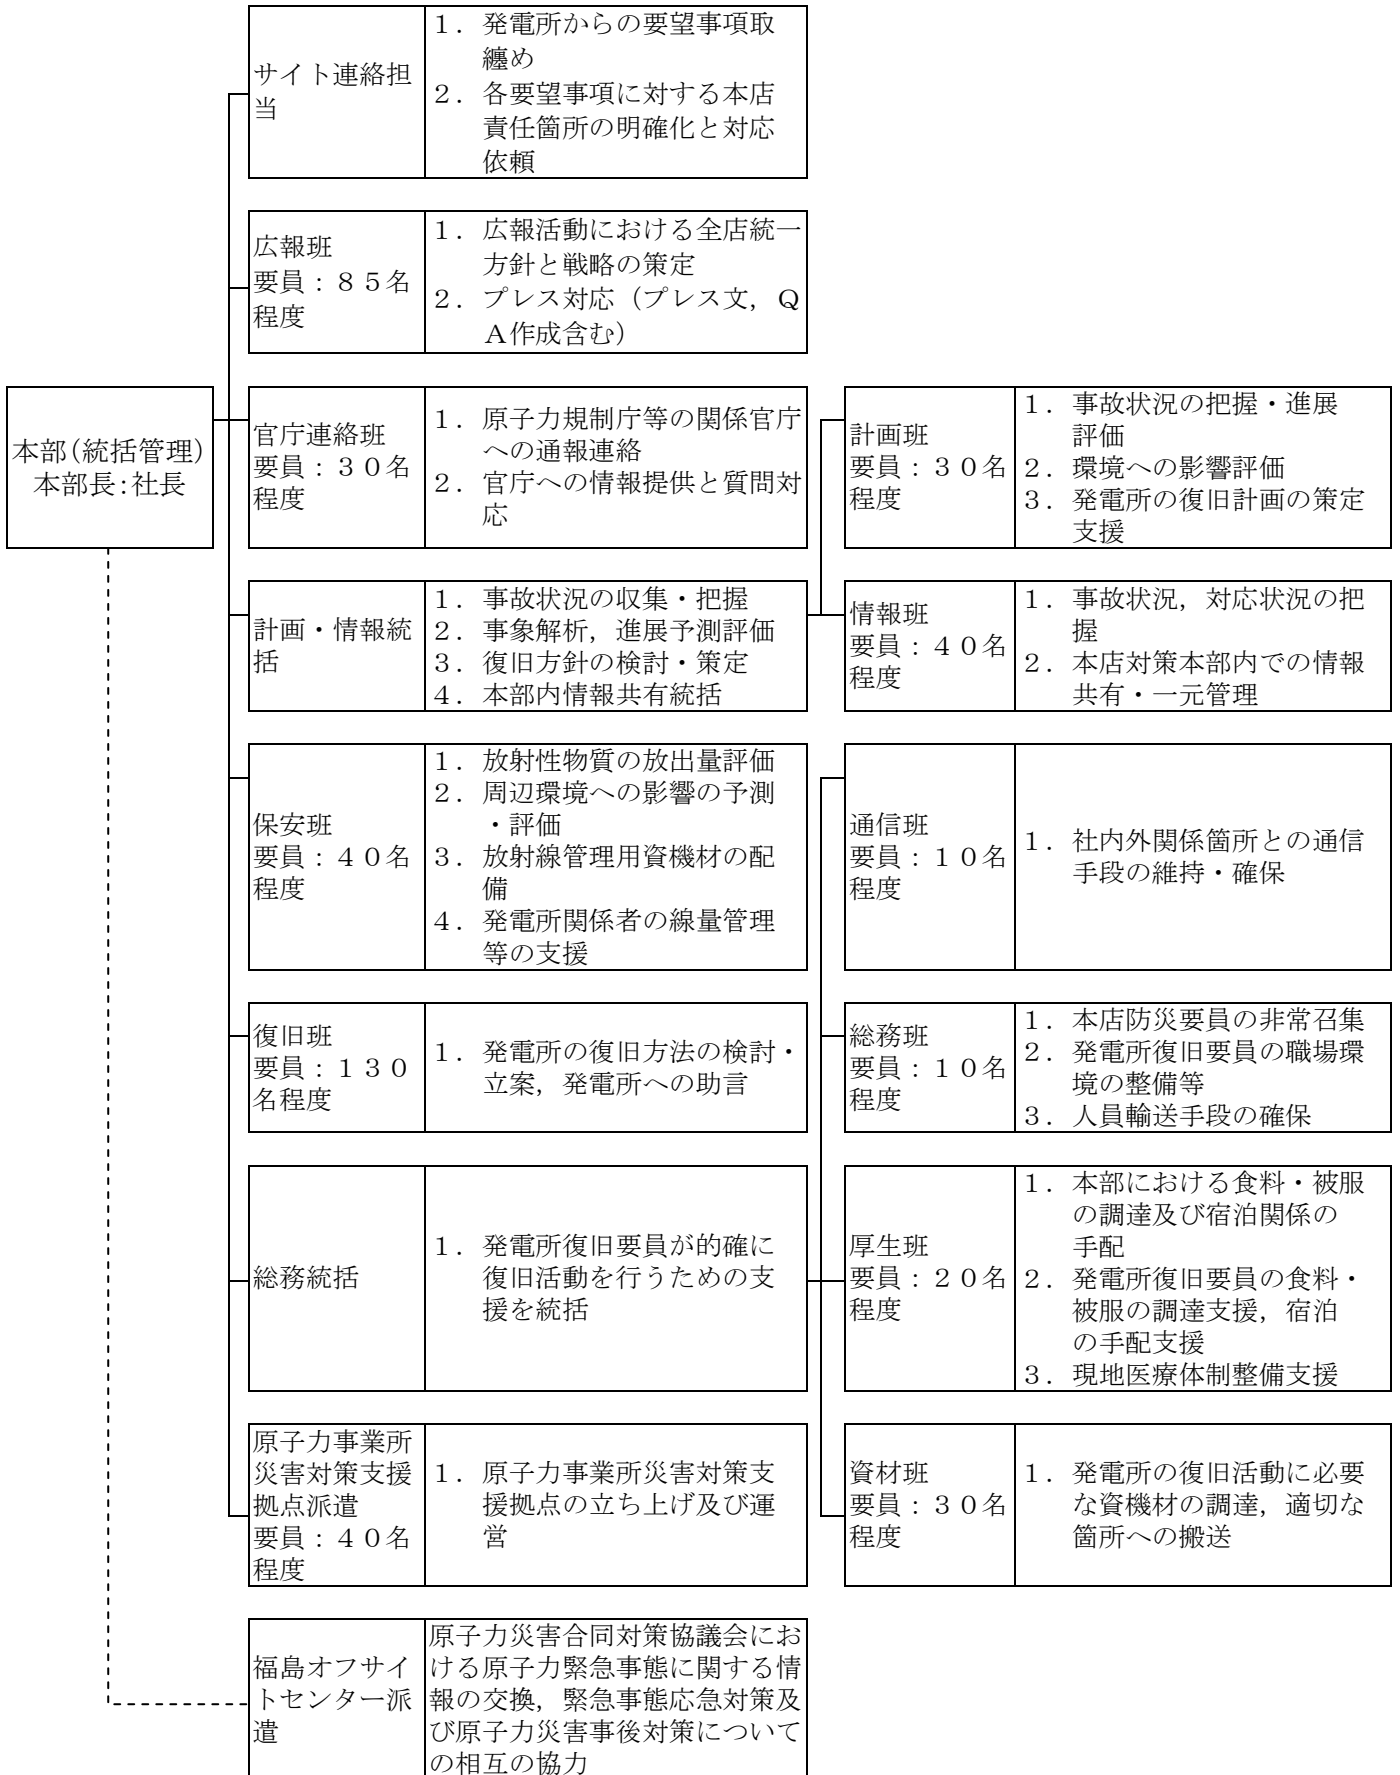 本部(統括管理)
本部長:社長
サイト連絡担
当
１．発電所からの要望事項取
纏め
２．各要望事項に対する本店
責任箇所の明確化と対応
依頼
広報班
要員：８５名
程度
１．広報活動における全店統一
方針と戦略の策定
２．プレス対応（プレス文，Ｑ
Ａ作成含む）
官庁連絡班
要員：３０名
程度
１．原子力規制庁等の関係官庁
への通報連絡
２．官庁への情報提供と質問対
応
計画・情報統
括
１．事故状況の収集・把握
２．事象解析，進展予測評価
３．復旧方針の検討・策定
４．本部内情報共有統括
計画班
要員：３０名
程度
１．事故状況の把握・進展
評価
２．環境への影響評価
３．発電所の復旧計画の策定
支援
情報班
要員：４０名
程度
１．事故状況，対応状況の把
握
２．本店対策本部内での情報
共有・一元管理
保安班
要員：４０名
程度
１．放射性物質の放出量評価
２．周辺環境への影響の予測
・評価
３．放射線管理用資機材の配
備
４．発電所関係者の線量管理
等の支援
復旧班
要員：１３０
名程度
１．発電所の復旧方法の検討・
立案，発電所への助言
総務統括
１．発電所復旧要員が的確に
復旧活動を行うための支
援を統括
通信班
要員：１０名
程度
１．社内外関係箇所との通信
手段の維持・確保
総務班
要員：１０名
程度
１．本店防災要員の非常召集
２．発電所復旧要員の職場環
境の整備等
３．人員輸送手段の確保
厚生班
要員：２０名
程度
１．本部における食料・被服
の調達及び宿泊関係の
手配
２．発電所復旧要員の食料・
被服の調達支援，宿泊
の手配支援
３．現地医療体制整備支援
資材班
要員：３０名
程度
１．発電所の復旧活動に必要
な資機材の調達，適切な
箇所への搬送
原子力事業所
災害対策支援
拠点派遣
要員：４０名
程度
１．原子力事業所災害対策支
援拠点の立ち上げ及び運
営
福島オフサイ
トセンター派
遣
原子力災害合同対策協議会にお
ける原子力緊急事態に関する情
報の交換，緊急事態応急対策及
び原子力災害事後対策について
の相互の協力